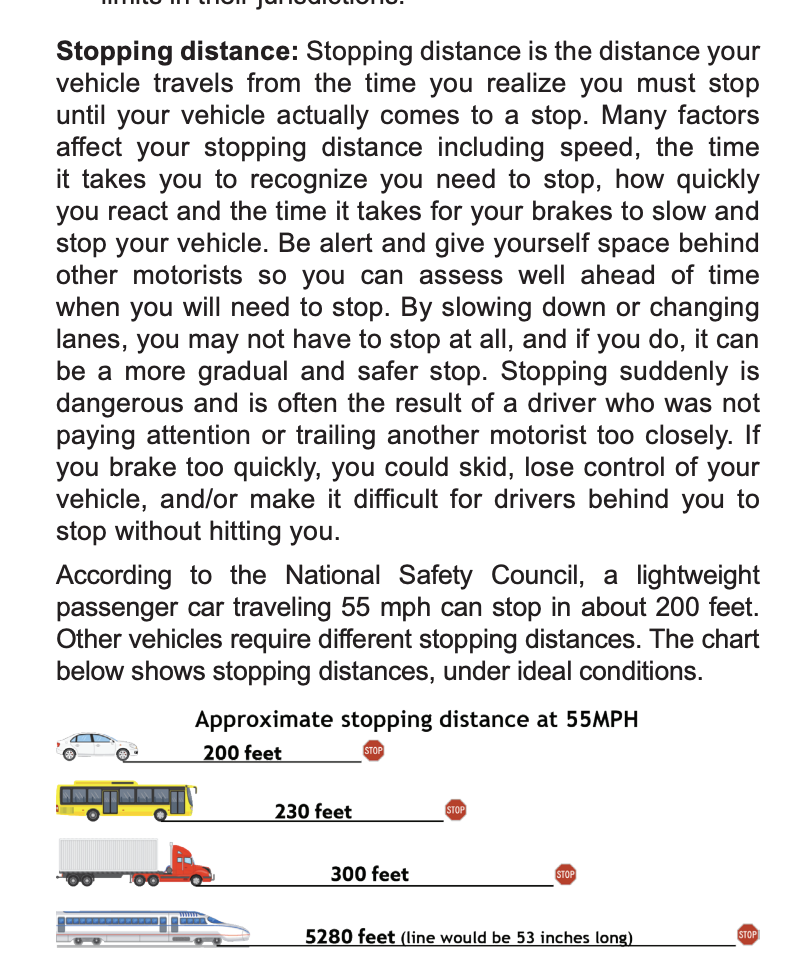 limits in their jurisdictions.
Stopping distance: Stopping distance is the distance your
vehicle travels from the time you realize you must stop
until your vehicle actually comes to a stop. Many factors
affect your stopping distance including speed, the time
it takes you to recognize you need to stop, how quickly
you react and the time it takes for your brakes to slow and
stop your vehicle. Be alert and give yourself space behind
other motorists so you can assess well ahead of time
when you will need to stop. By slowing down or changing
lanes, you may not have to stop at all, and if you do, it can
be a more gradual and safer stop. Stopping suddenly is
dangerous and is often the result of a driver who was not
paying attention or trailing another motorist too closely. If
you brake too quickly, you could skid, lose control of your
vehicle, and/or make it difficult for drivers behind you to
stop without hitting you.
According to the National Safety Council, a lightweight
passenger car traveling 55 mph can stop in about 200 feet.
Other vehicles require different stopping distances. The chart
below shows stopping distances, under ideal conditions.
Approximate stopping distance at 55MPH
200 feet STOP
230 feet STOP
300 feet STOP
5280 feet (line would be 53 inches long) STOP